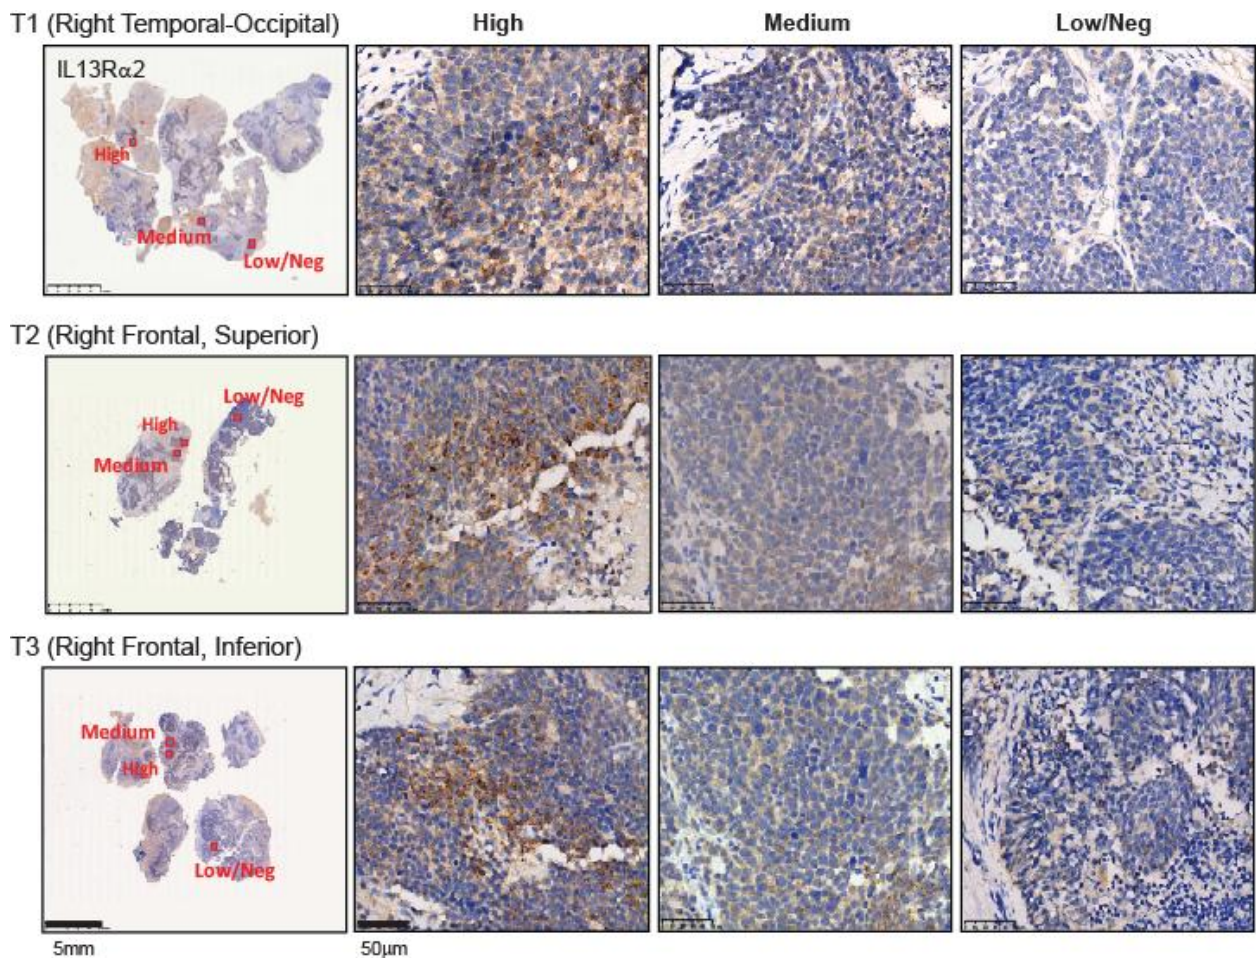 T1 (Right Temporal-Occipital)
High
Medium
Low/Neg
IL13Rα2
High
Medium
Low/Neg
T2 (Right Frontal, Superior)
Low/Neg
High
Medium
T3 (Right Frontal, Inferior)
Medium
High
Low/Neg
5mm
50μm